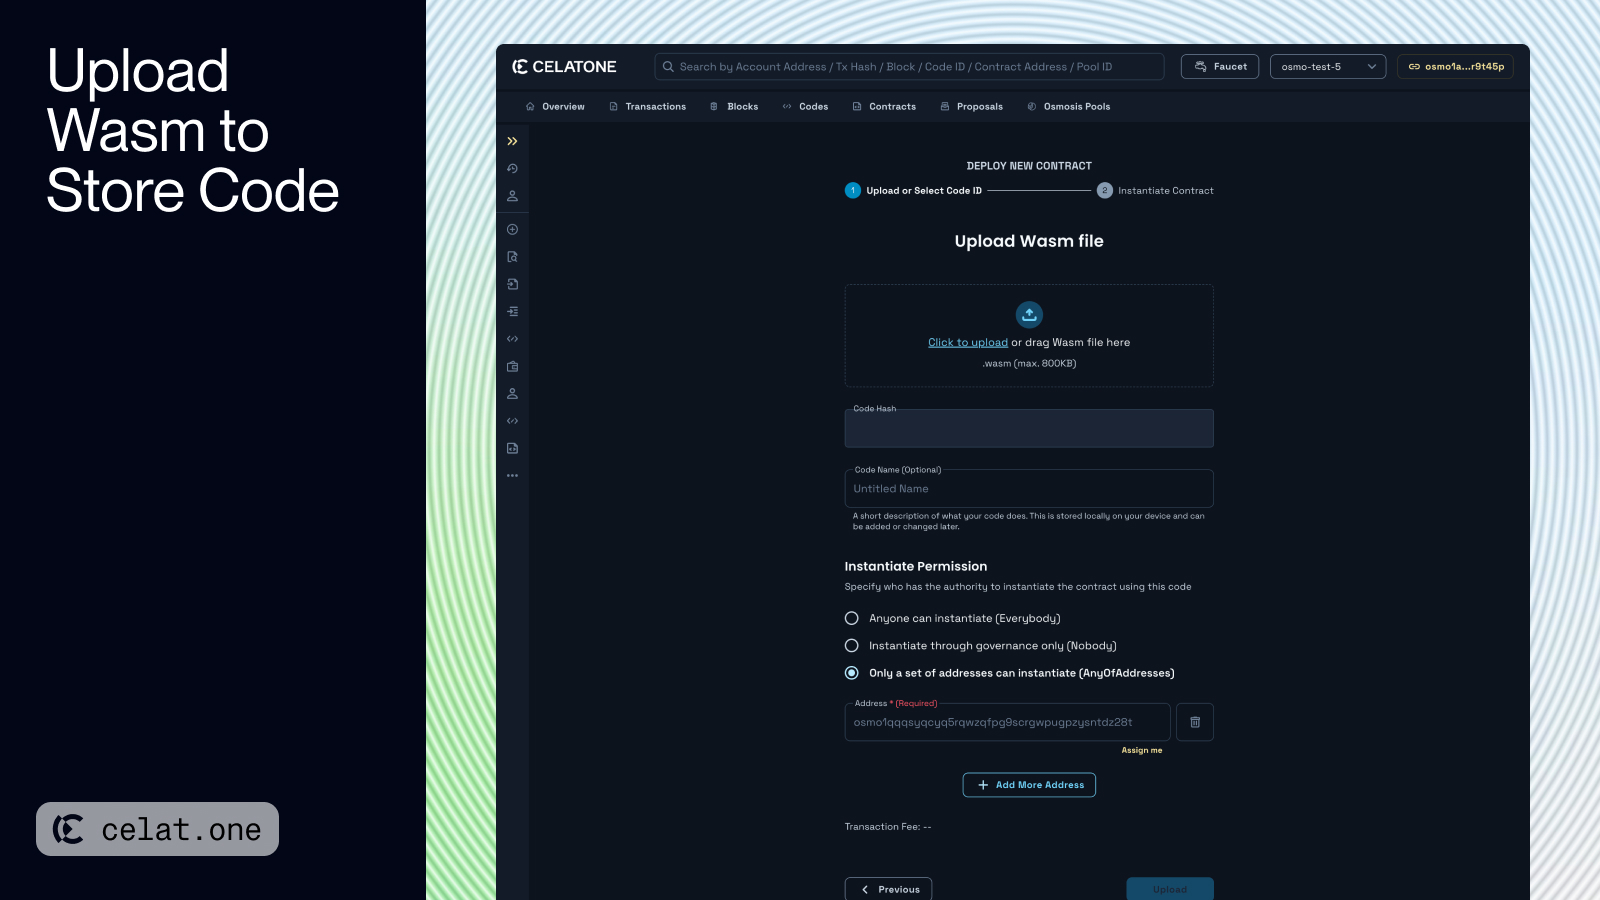 Upload
Wasm to
Store Code
celat.one
CELATONE
Search by Account Address / Tx Hash / Block / Code ID / Contract Address / Pool ID
Faucet
osmo-test-5
osmo1a...r9t45p
Overview
Transactions
Blocks
Codes
Contracts
Proposals
Osmosis Pools
DEPLOY NEW CONTRACT
1 Upload or Select Code ID
2 Instantiate Contract
Upload Wasm file
Click to upload or drag Wasm file here
.wasm (max. 800KB)
Code Hash
Code Name (Optional)
Untitled Name
A short description of what your code does. This is stored locally on your device and can
be added or changed later.
Instantiate Permission
Specify who has the authority to instantiate the contract using this code
Anyone can instantiate (Everybody)
Instantiate through governance only (Nobody)
Only a set of addresses can instantiate (AnyOfAddresses)
Address * (Required)
osmo1qqqsyqcyq5rqwzqfpg9scrgwpugpzysntdz28t
Assign me
Add More Address
Transaction Fee: --
Previous
Upload